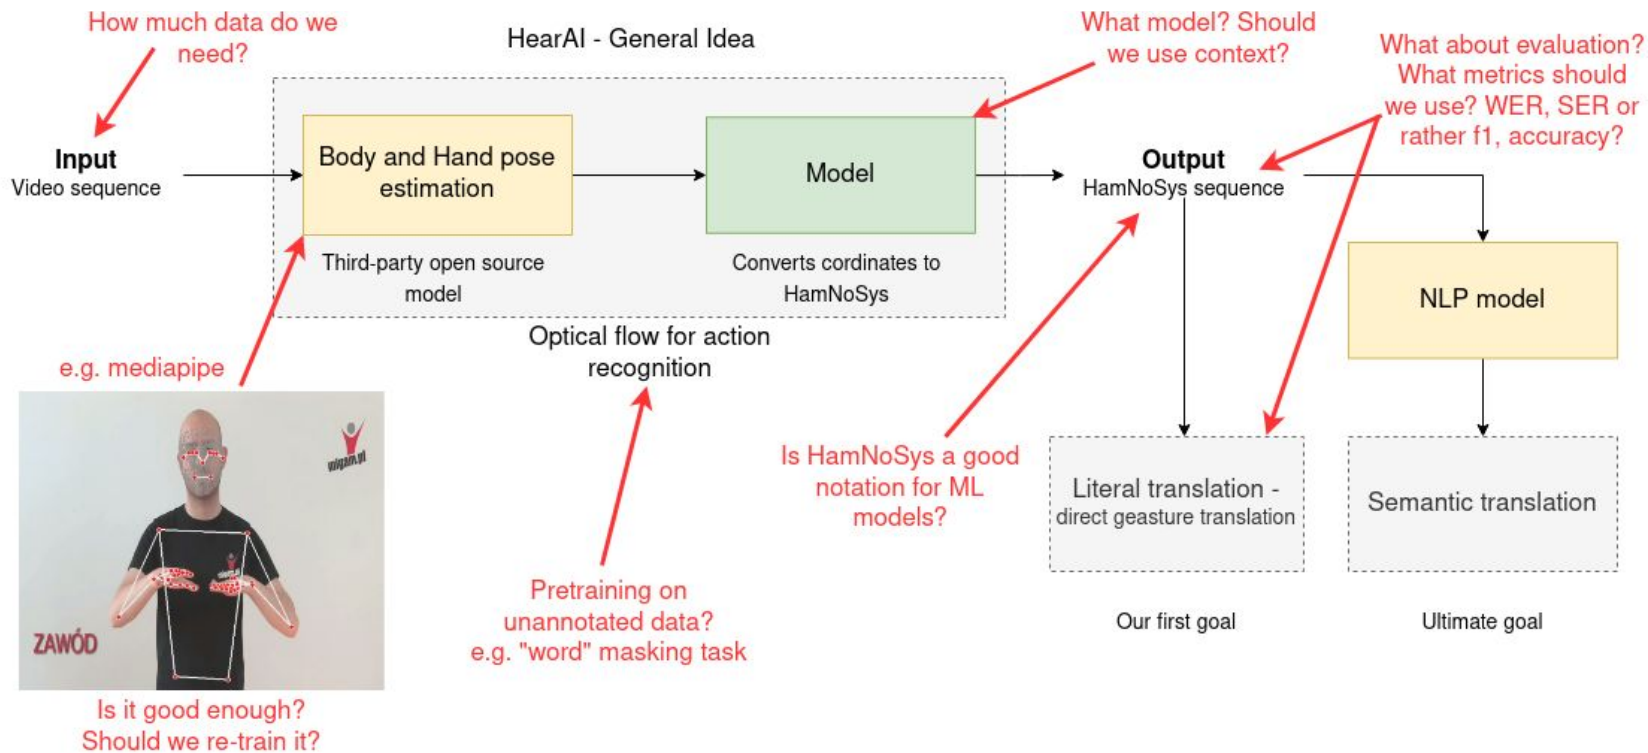 How much data do we
need?
HearAI - General Idea
What model? Should
we use context?
What about evaluation?
What metrics should
we use? WER, SER or
rather f1, accuracy?
Input
Video sequence
Body and Hand pose
estimation
Model
Output
HamNoSys sequence
Third-party open source
model
Converts cordinates to
HamNoSys
NLP model
Optical flow for action
recognition
e.g. mediapipe
migam.pl
ZAWÓD
Is HamNoSys a good
notation for ML
models?
Literal translation -
direct geasture translation
Semantic translation
Pretraining on
unannotated data?
e.g. "word" masking task
Our first goal
Ultimate goal
Is it good enough?
Should we re-train it?